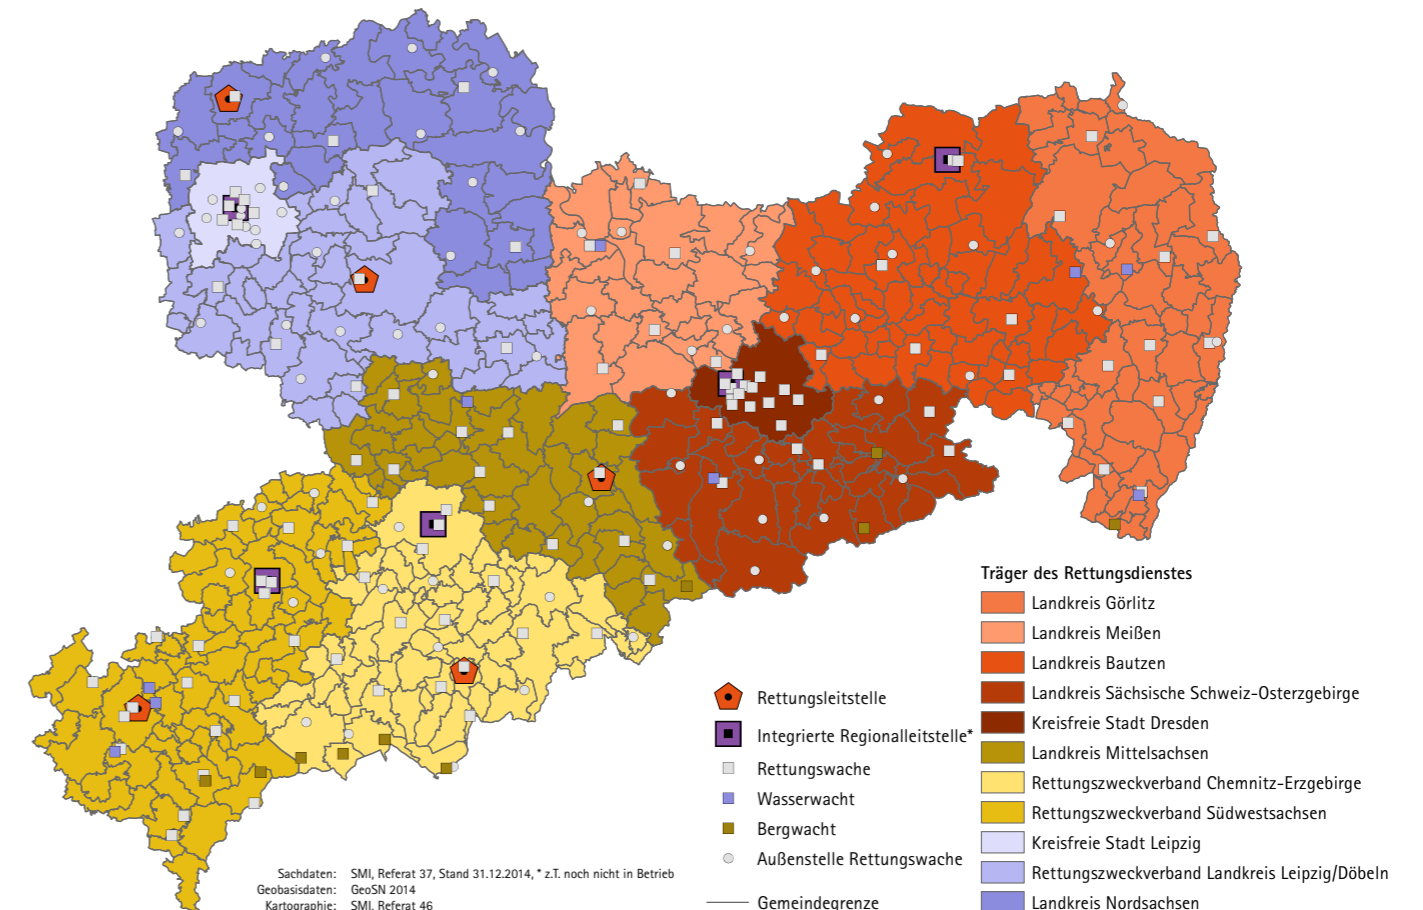 Träger des Rettungsdienstes
Landkreis Görlitz
Landkreis Meißen
Landkreis Bautzen
Landkreis Sächsische Schweiz-Osterzgebirge
Kreisfreie Stadt Dresden
Landkreis Mittelsachsen
Rettungszweckverband Chemnitz-Erzgebirge
Rettungszweckverband Südwestsachsen
Kreisfreie Stadt Leipzig
Rettungszweckverband Landkreis Leipzig/Döbeln
Landkreis Nordsachsen
Rettungsleitstelle
Integrierte Regionalleitstelle*
Rettungswache
Wasserwacht
Bergwacht
Außenstelle Rettungswache
Gemeindegrenze
Sachdaten: SMI, Referat 37, Stand 31.12.2014, * z.T. noch nicht in Betrieb
Geobasisdaten: GeoSN 2014
Kartographie: SMI, Referat 46